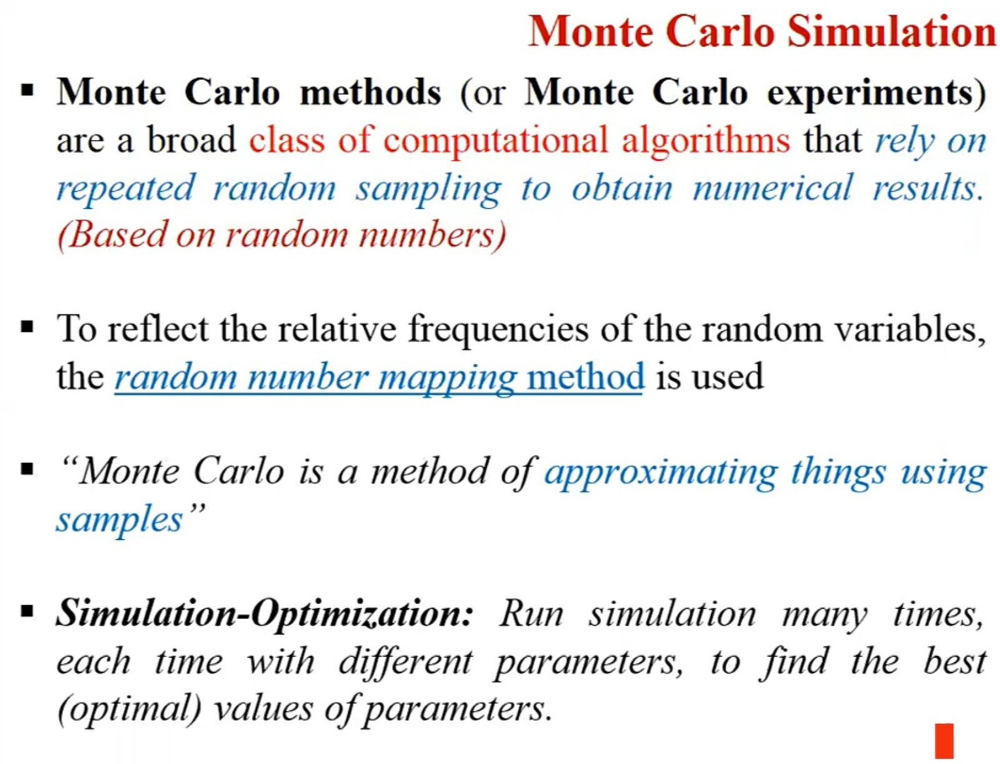 Monte Carlo Simulation
▪ Monte Carlo methods (or Monte Carlo experiments)
are a broad class of computational algorithms that rely on
repeated random sampling to obtain numerical results.
(Based on random numbers)
▪ To reflect the relative frequencies of the random variables,
the random number mapping method is used
▪ “Monte Carlo is a method of approximating things using
samples”
▪ Simulation-Optimization: Run simulation many times,
each time with different parameters, to find the best
(optimal) values of parameters.